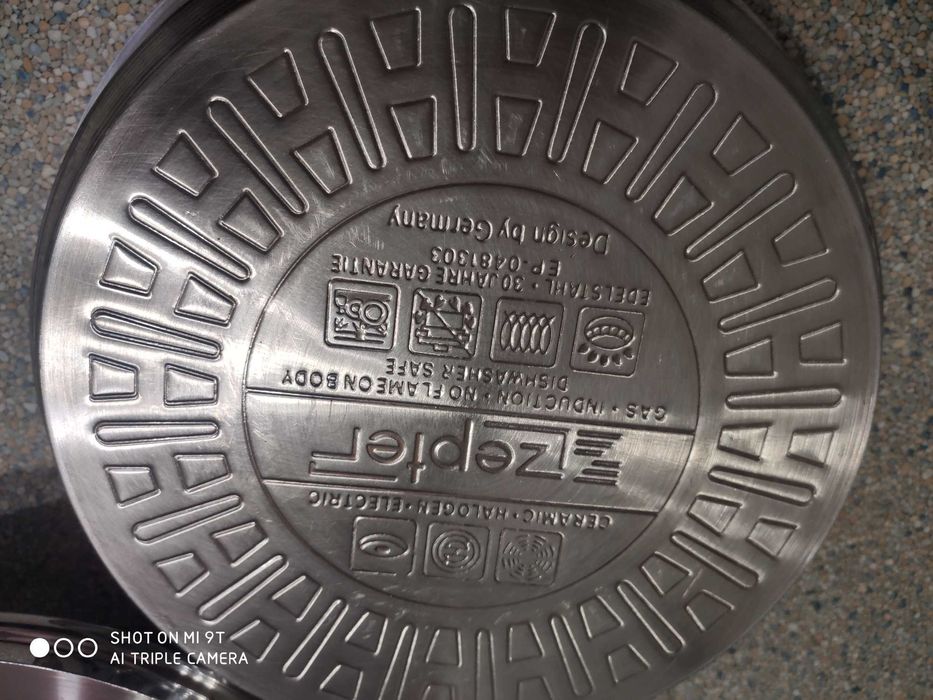 CERAMIC • HALOGEN • ELECTRIC
zepter
GAS • INDUCTION • NO FLAME ON BODY
DISHWASHER SAFE
EDELSTAHL • 30 JAHRE GARANTIE
EP-0481303
Design by Germany
SHOT ON MI 9T
AI TRIPLE CAMERA